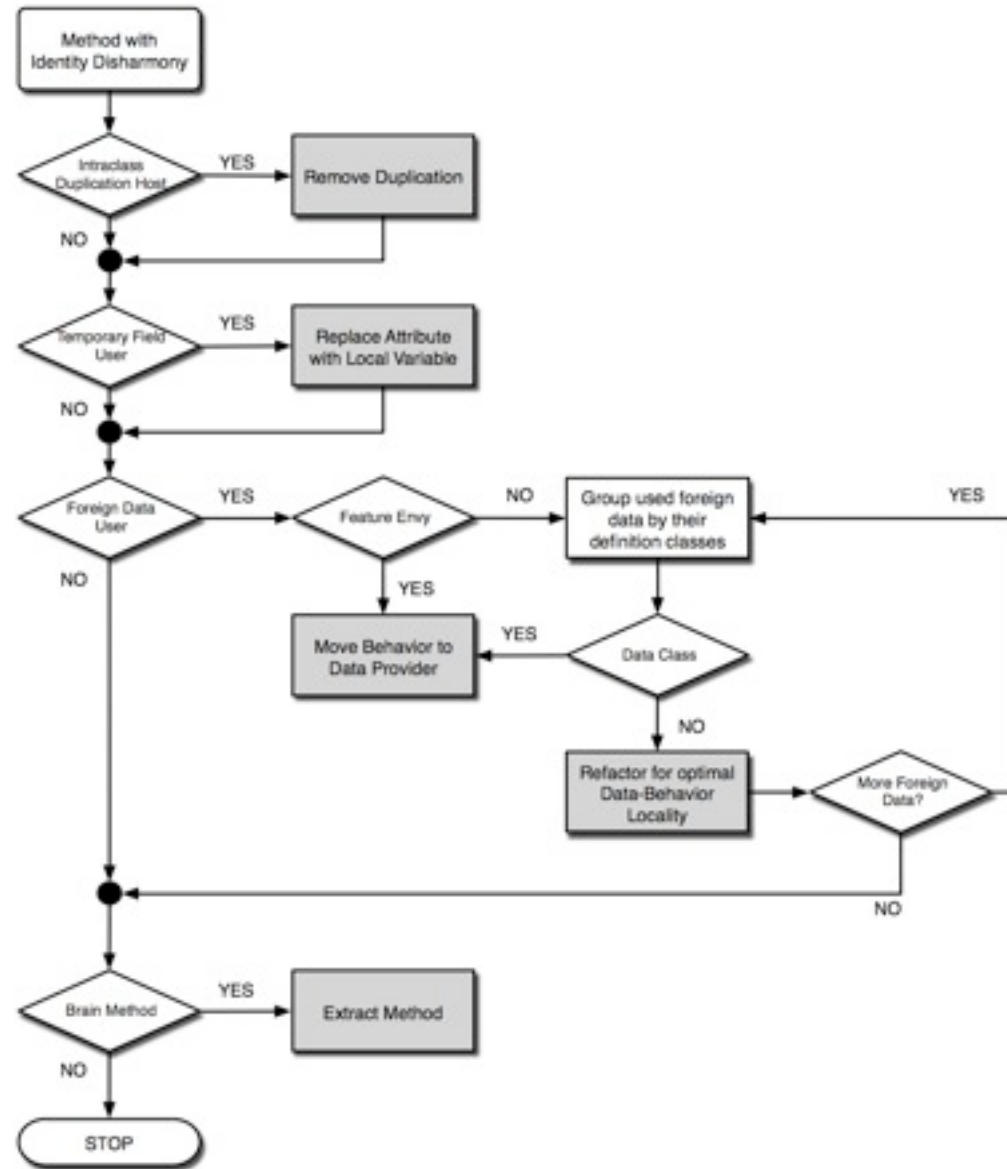 Method with
Identity Disharmony
Intraclass
Duplication Host
YES
Remove Duplication
NO
Temporary Field
User
YES
Replace Attribute
with Local Variable
NO
Foreign Data
User
YES
Feature Envy
NO
Group used foreign
data by their
definition classes
YES
NO
YES
Move Behavior to
Data Provider
YES
Data Class
NO
Refactor for optimal
Data-Behavior
Locality
More Foreign
Data?
NO
Brain Method
YES
Extract Method
NO
STOP